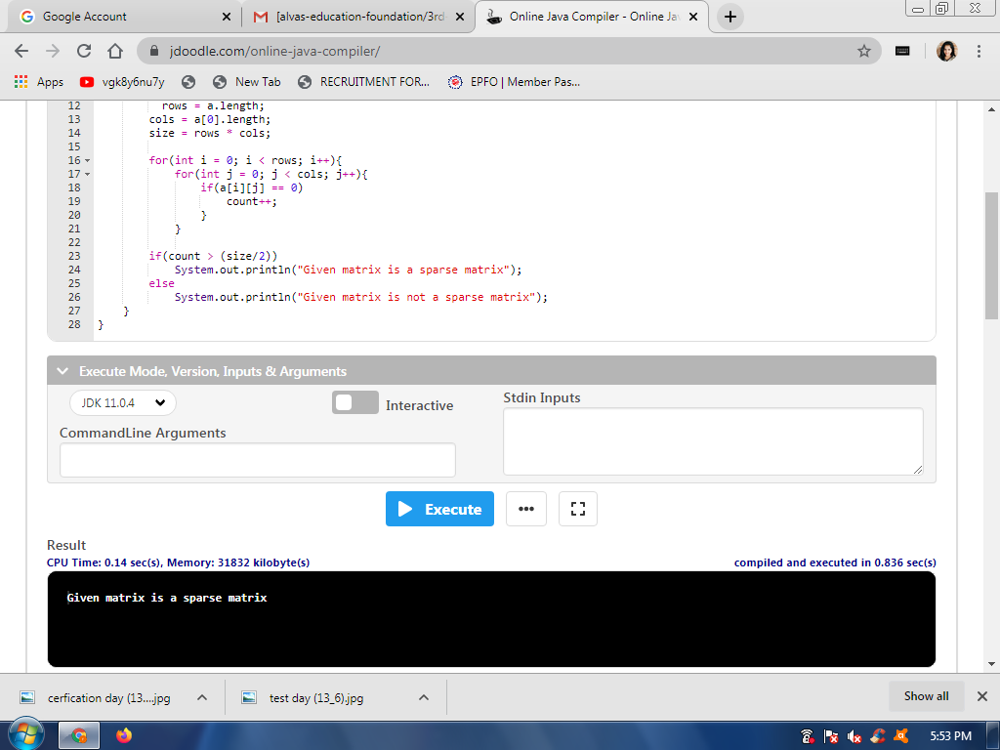 Google Account
[alvas-education-foundation/3rd
Online Java Compiler - Online Jav
jdoodle.com/online-java-compiler/
Apps
vgk8y6nu7y
New Tab
RECRUITMENT FOR...
EPFO | Member Pas...
12 rows = a.length;
13 cols = a[0].length;
14 size = rows * cols;
15
16 for(int i = 0; i < rows; i++){
17 for(int j = 0; j < cols; j++){
18 if(a[i][j] == 0)
19 count++;
20 }
21 }
22
23 if(count > (size/2))
24 System.out.println("Given matrix is a sparse matrix");
25 else
26 System.out.println("Given matrix is not a sparse matrix");
27 }
28 }
Execute Mode, Version, Inputs & Arguments
JDK 11.0.4
Interactive
Stdin Inputs
CommandLine Arguments
Execute
Result
CPU Time: 0.14 sec(s), Memory: 31832 kilobyte(s)
compiled and executed in 0.836 sec(s)
Given matrix is a sparse matrix
cerfication day (13....jpg
test day (13_6).jpg
Show all
5:53 PM